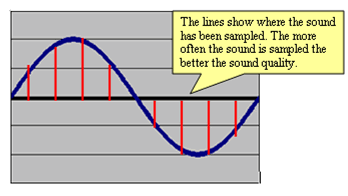 The lines show where the sound
has been sampled. The more
often the sound is sampled the
better the sound quality.